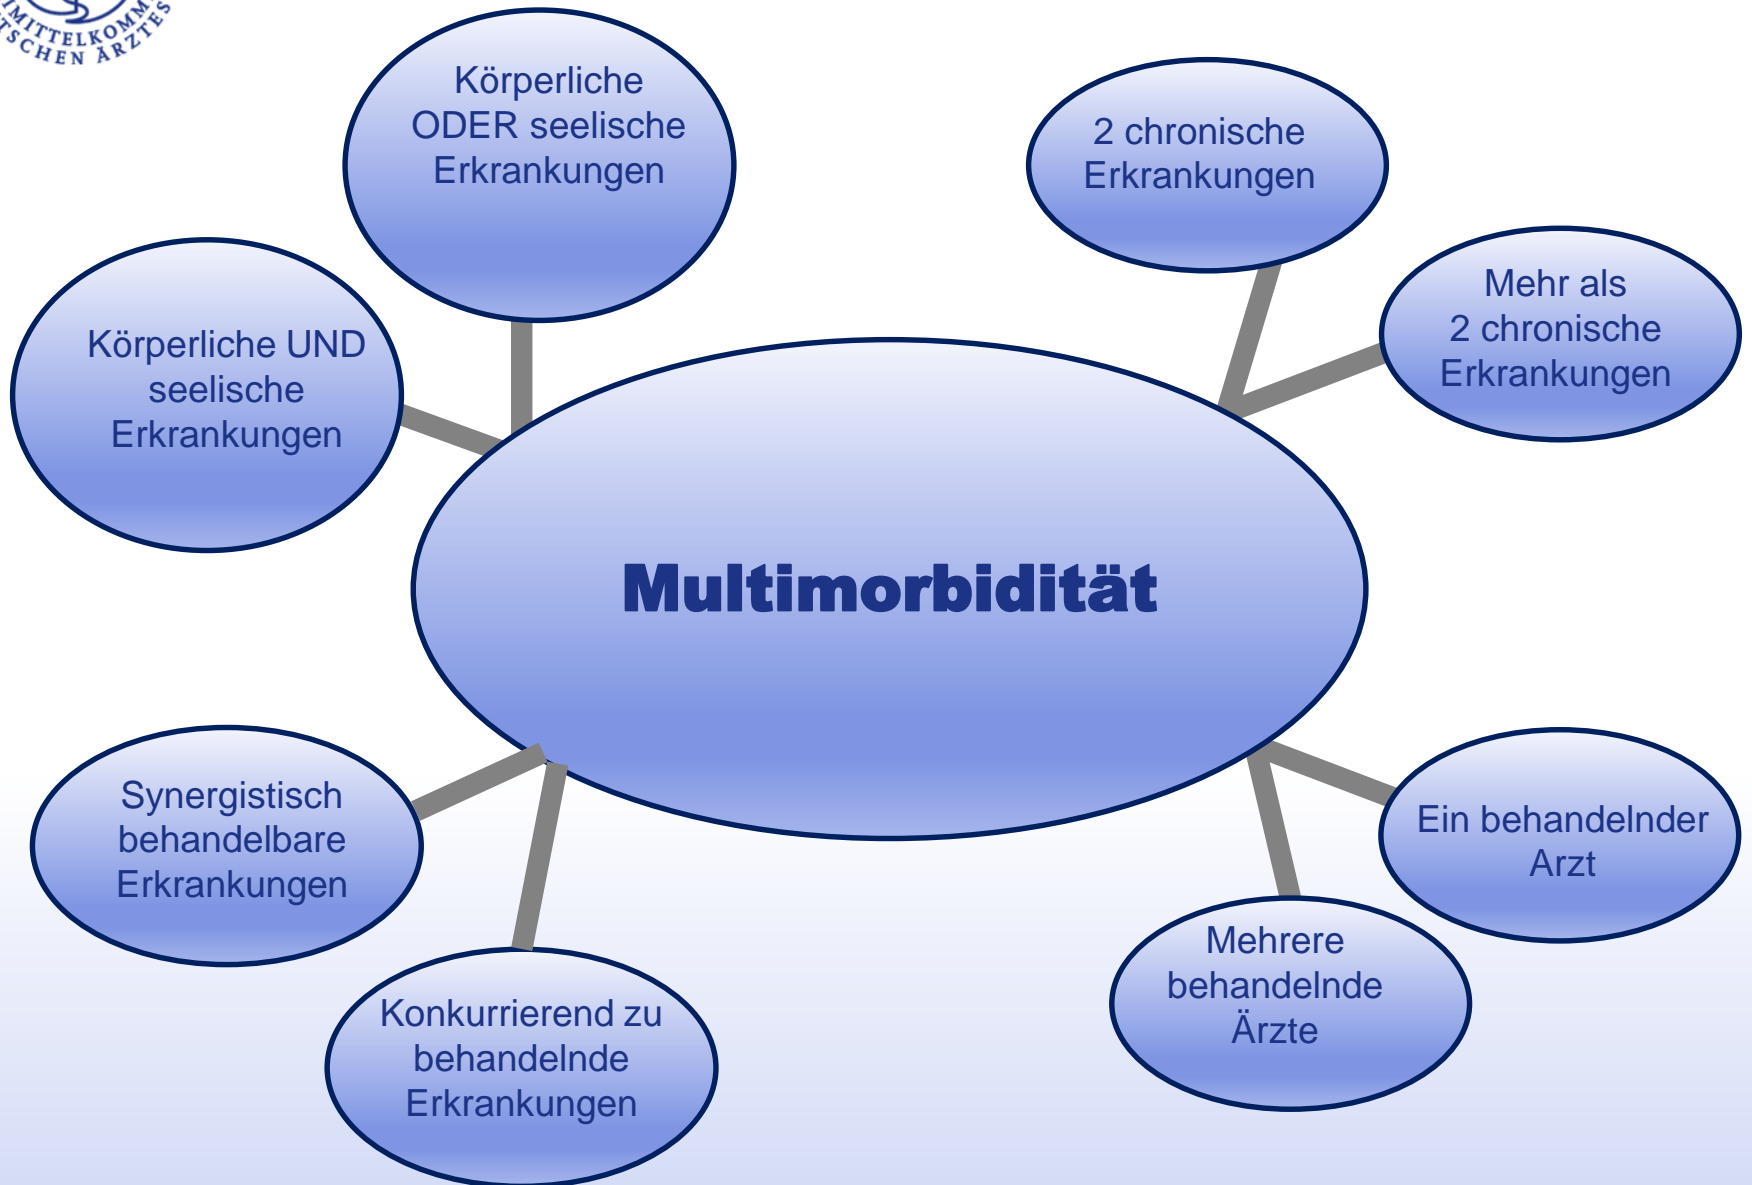 Körperliche
ODER seelische
Erkrankungen
2 chronische
Erkrankungen
Mehr als
2 chronische
Erkrankungen
Körperliche UND
seelische
Erkrankungen
Multimorbidität
Synergistisch
behandelbare
Erkrankungen
Ein behandelnder
Arzt
Mehrere
behandelnde
Ärzte
Konkurrierend zu
behandelnde
Erkrankungen